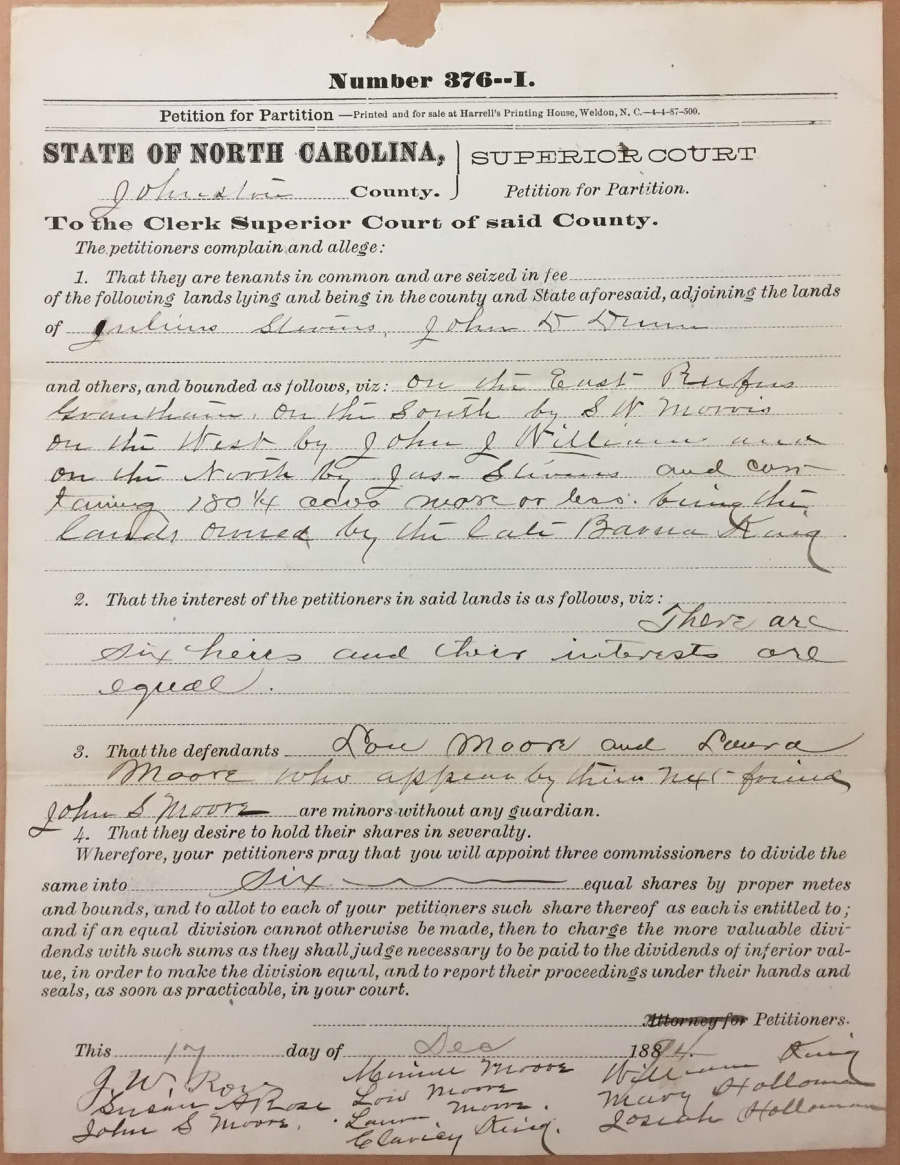 Number 376--I.
Petition for Partition —Printed and for sale at Harrell's Printing House, Weldon, N. C.—4-4-87-500.
STATE OF NORTH CAROLINA, SUPERIOR COURT
Johnston County. Petition for Partition.
To the Clerk Superior Court of said County.
The petitioners complain and allege:
1. That they are tenants in common and are seized in fee
of the following lands lying and being in the county and State aforesaid, adjoining the lands
of Julius Stevins, John D
and others, and bounded as follows, viz: on the East Rufus
Grantham. on the South by S. W. Morris
on the West by John J Williams and
on the North by Jas- Stevins and con-
taining 180 1/4 acres more or less. being the
lands owned by the late King
2. That the interest of the petitioners in said lands is as follows, viz:
There are
six heirs and their interests are
equal.
3. That the defendants Lou Moore and Laura
Moore who appear by their next friend
John S Moore are minors without any guardian.
4. That they desire to hold their shares in severalty.
Wherefore, your petitioners pray that you will appoint three commissioners to divide the
same into six equal shares by proper metes
and bounds, and to allot to each of your petitioners such share thereof as each is entitled to;
and if an equal division cannot otherwise be made, then to charge the more valuable divi-
dends with such sums as they shall judge necessary to be paid to the dividends of inferior val-
ue, in order to make the division equal, and to report their proceedings under their hands and
seals, as soon as practicable, in your court.
Attorney for Petitioners.
This 17 day of Dec 188
J. W. Rose Minnie Moore William King
Susan A Rose Lou Moore Mary Holloman
John S Moore. Laura Moore. Josiah Holloman
King.